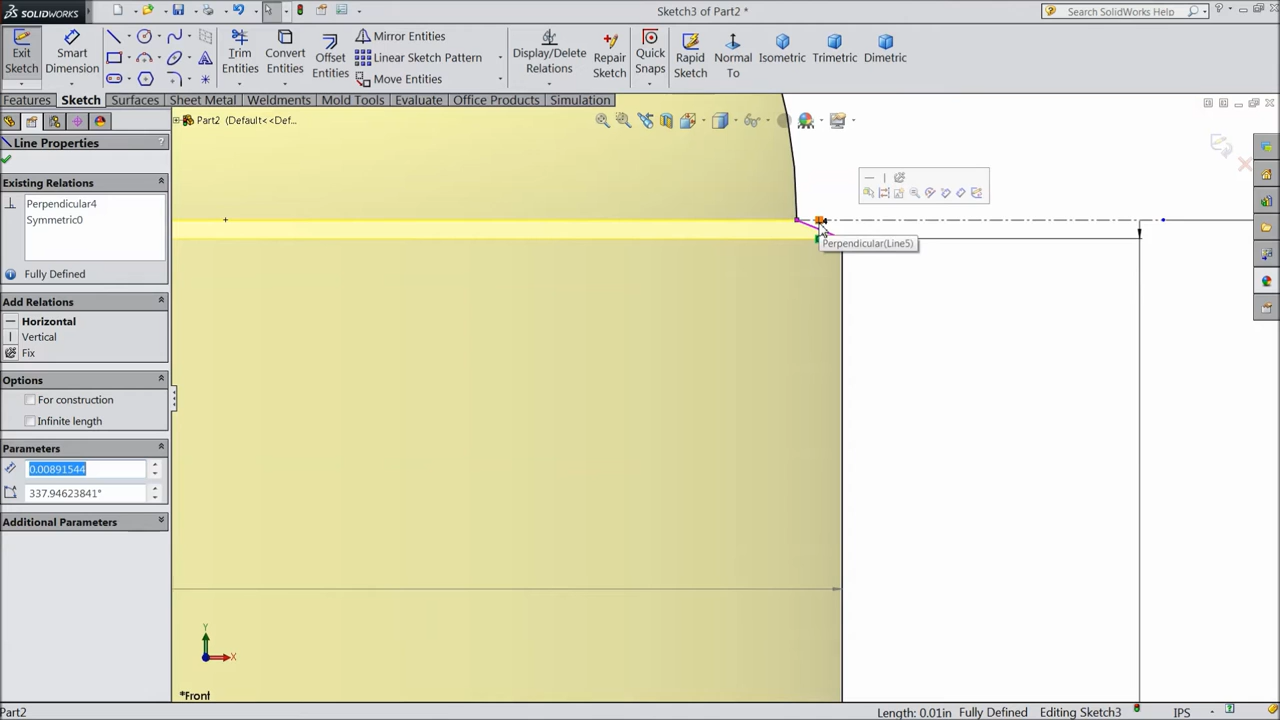 SOLIDWORKS
Sketch3 of Part2 *
Search SolidWorks Help
Exit Sketch
Smart Dimension
Trim Entities
Convert Entities
Offset Entities
Mirror Entities
Linear Sketch Pattern
Move Entities
Display/Delete Relations
Repair Sketch
Quick Snaps
Rapid Sketch
Normal To
Isometric
Trimetric
Dimetric
Features
Sketch
Surfaces
Sheet Metal
Weldments
Mold Tools
Evaluate
Office Products
Simulation
Part2 (Default<<Def...
Line Properties
?
Existing Relations
Perpendicular4
Symmetric0
Fully Defined
Add Relations
Horizontal
Vertical
Fix
Options
For construction
Infinite length
Parameters
0.00891544
337.94623841°
Additional Parameters
Perpendicular(Line5)
Y
X
*Front
Part2
Length: 0.01in
Fully Defined
Editing Sketch3
IPS